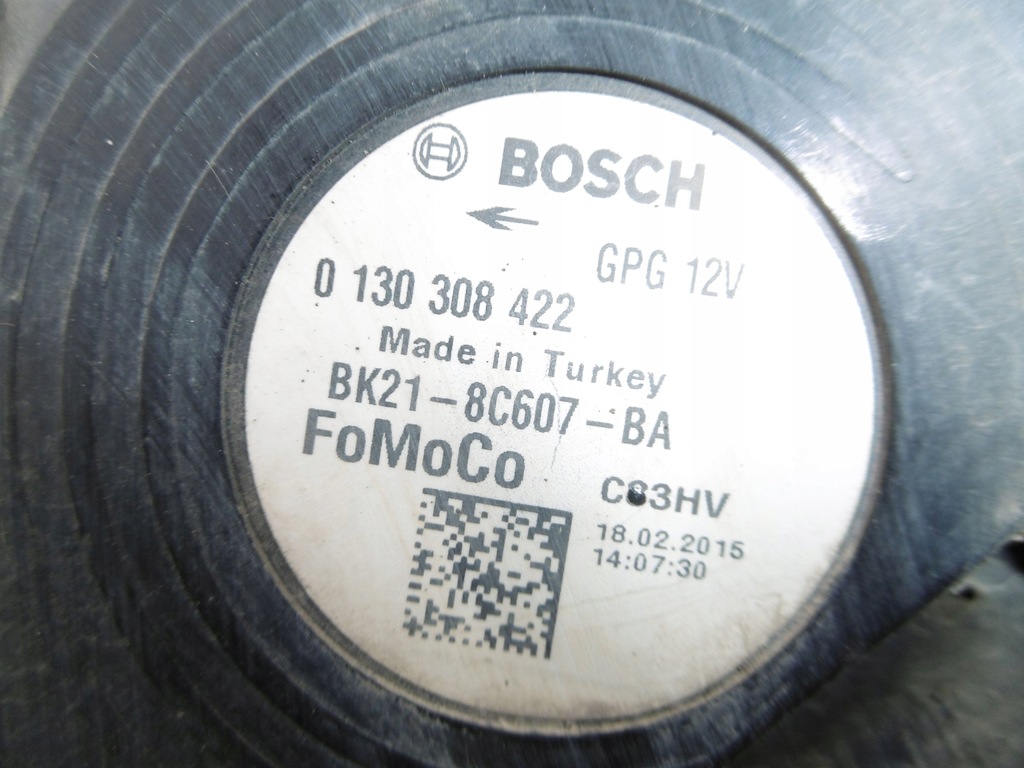 BOSCH
GPG 12V
0 130 308 422
Made in Turkey
BK21-8C607-BA
FoMoCo
18.02.2015
14:07:30